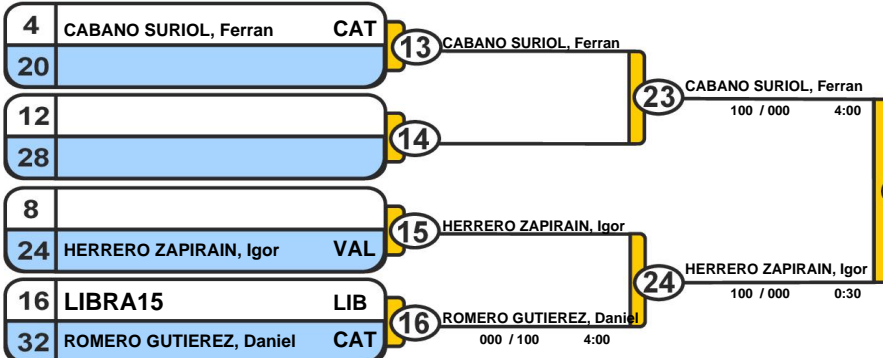 4 CABANO SURIOL, Ferran CAT
20
13 CABANO SURIOL, Ferran
12
28
14
23 CABANO SURIOL, Ferran
100 / 000 4:00
8
24 HERRERO ZAPIRAIN, Igor VAL
15 HERRERO ZAPIRAIN, Igor
16 LIBRA15 LIB
32 ROMERO GUTIEREZ, Daniel CAT
16 ROMERO GUTIEREZ, Daniel
000 / 100 4:00
24 HERRERO ZAPIRAIN, Igor
100 / 000 0:30